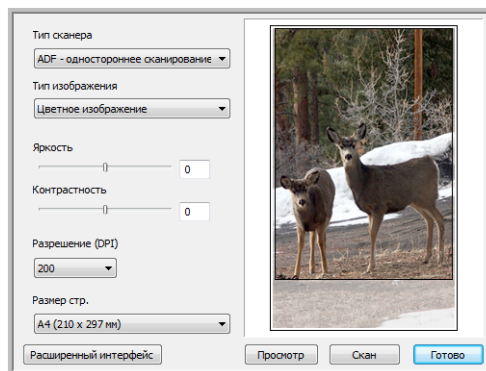 Тип сканера
ADF - одностороннее сканирование
Тип изображения
Цветное изображение
Яркость
0
Контрастность
0
Разрешение (DPI)
200
Размер стр.
A4 (210 x 297 мм)
Расширенный интерфейс
Просмотр
Скан
Готово